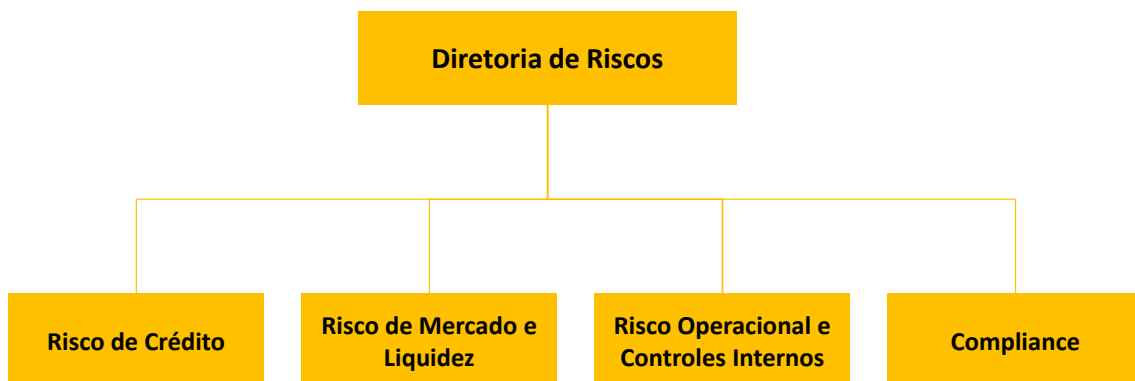 Diretoria de Riscos
Risco de Crédito
Risco de Mercado e
Liquidez
Risco Operacional e
Controles Internos
Compliance